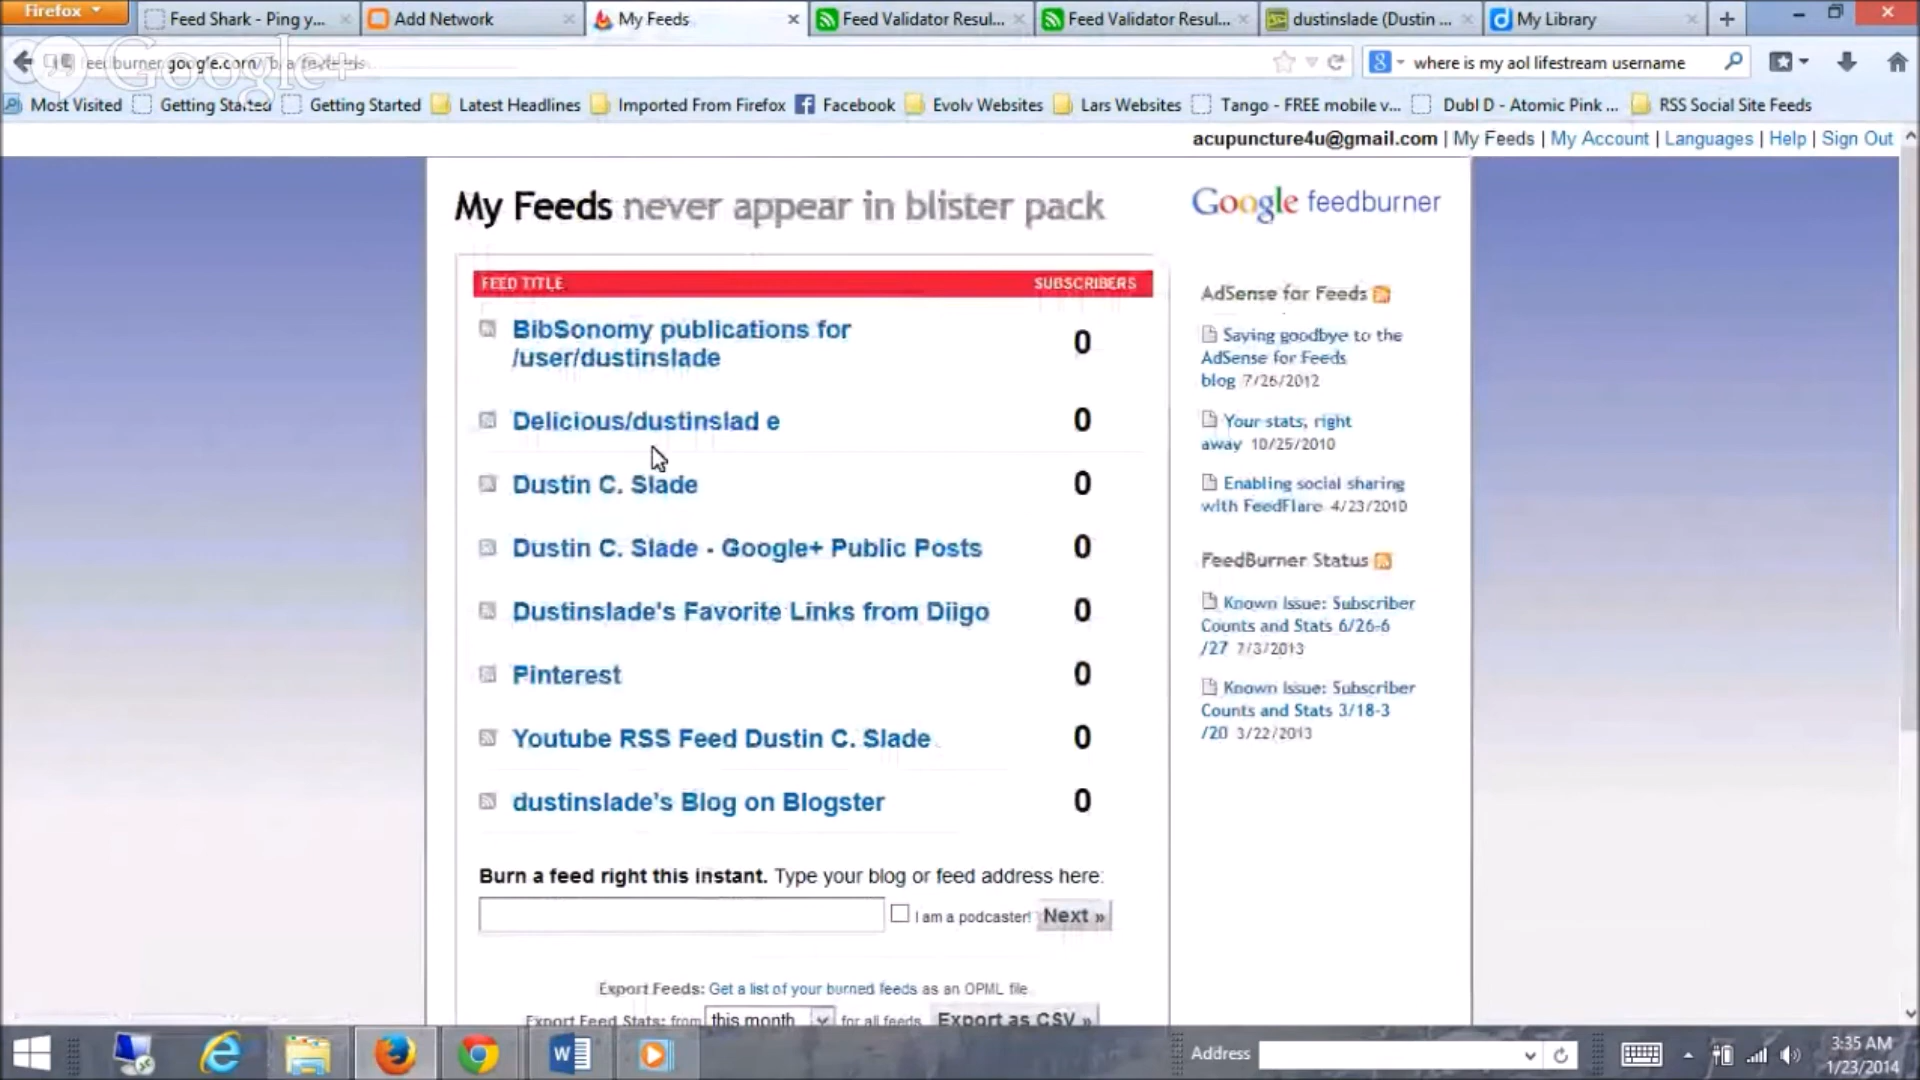 Firefox
Feed Shark - Ping y...
Add Network
My Feeds
Feed Validator Resul...
Feed Validator Resul...
dustinslade (Dustin ...
My Library
Google+
where is my aol lifestream username
Most Visited
Getting Started
Getting Started
Latest Headlines
Imported From Firefox
Facebook
Evolv Websites
Lars Websites
Tango - FREE mobile v...
Dubl D - Atomic Pink ...
RSS Social Site Feeds
acupuncture4u@gmail.com | My Feeds | My Account | Languages | Help | Sign Out
My Feeds never appear in blister pack
Google feedburner
FEED TITLE SUBSCRIBERS
BibSonomy publications for
/user/dustinslade
0
Delicious/dustinslad e 0
Dustin C. Slade 0
Dustin C. Slade - Google+ Public Posts 0
Dustinslade's Favorite Links from Diigo 0
Pinterest 0
Youtube RSS Feed Dustin C. Slade 0
dustinslade's Blog on Blogster 0
Burn a feed right this instant. Type your blog or feed address here:
I am a podcaster! Next »
Export Feeds: Get a list of your burned feeds as an OPML file
Export Feed Stats: from this month for all feeds Export as CSV »
AdSense for Feeds
Saying goodbye to the
AdSense for Feeds
blog 7/26/2012
Your stats, right
away 10/25/2010
Enabling social sharing
with FeedFlare 4/23/2010
FeedBurner Status
Known Issue: Subscriber
Counts and Stats 6/26-6
/27 7/3/2013
Known Issue: Subscriber
Counts and Stats 3/18-3
/20 3/22/2013
Address
3:35 AM
1/23/2014